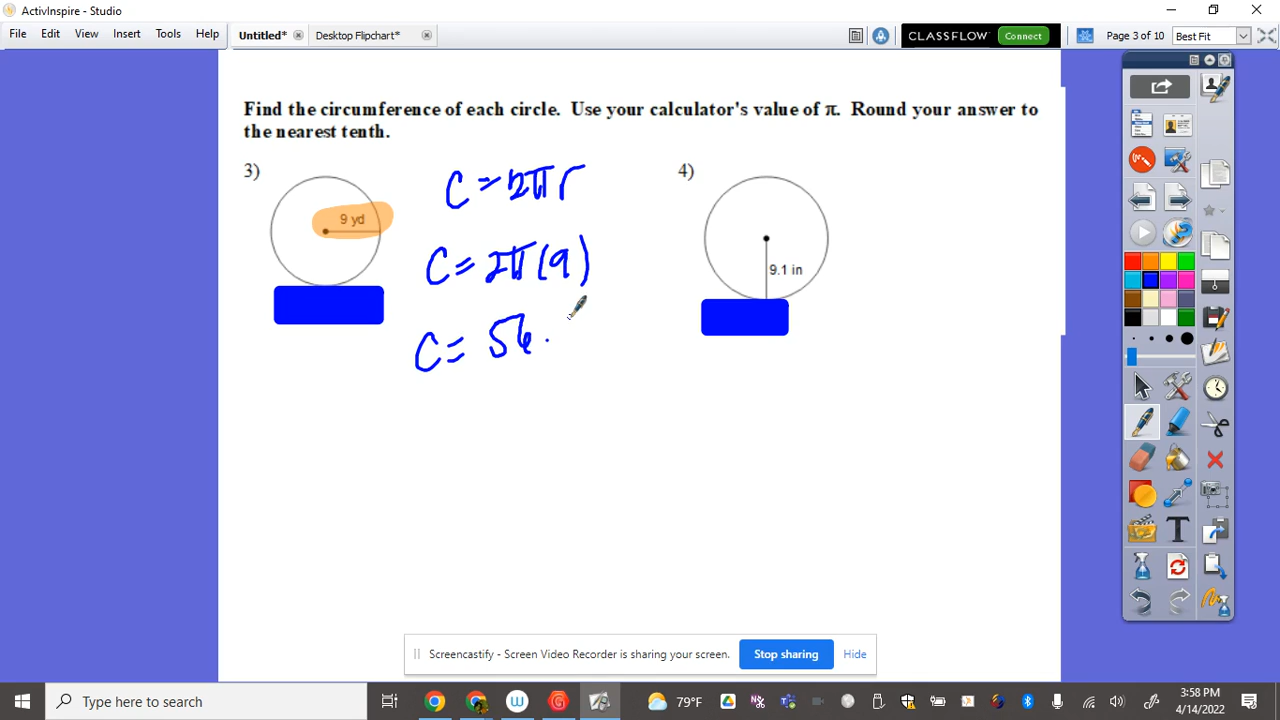 ActivInspire - Studio
File Edit View Insert Tools Help Untitled* Desktop Flipchart* CLASSFLOW Connect Page 3 of 10 Best Fit
Find the circumference of each circle. Use your calculator's value of π. Round your answer to
the nearest tenth.
3)
9 yd
C = 2πr
C = 2π(9)
C = 56.
4)
9.1 in
Screencastify - Screen Video Recorder is sharing your screen. Stop sharing Hide
Type here to search
79°F
3:58 PM
4/14/2022